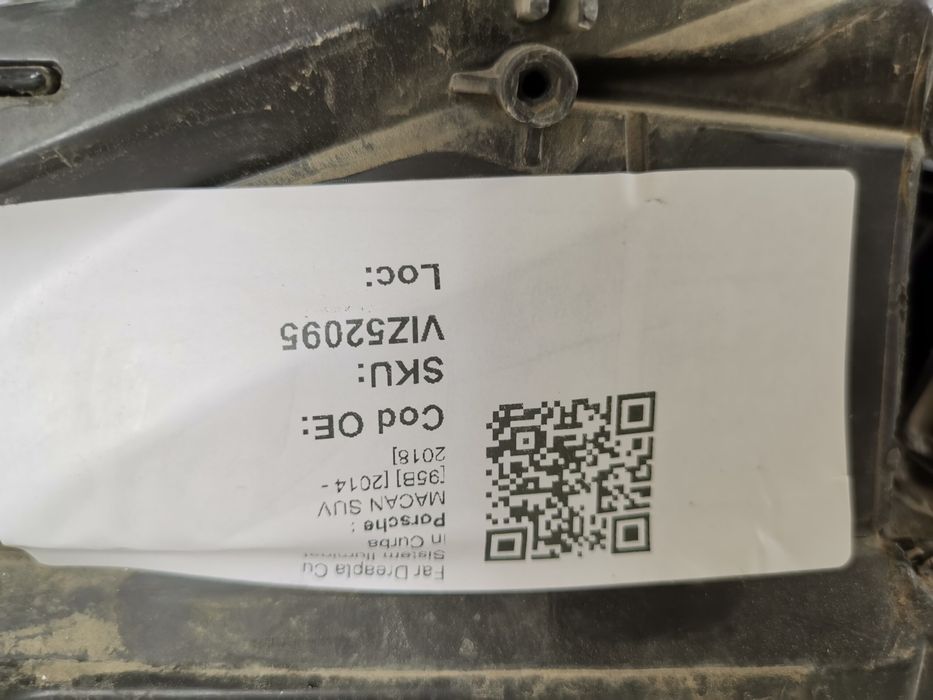 Far Dreapta Cu
Sistem Iluminat
in Curba
Porsche :
MACAN SUV
[95B] [2014 -
2018]
Cod OE:
SKU:
VIZ52095
Loc: